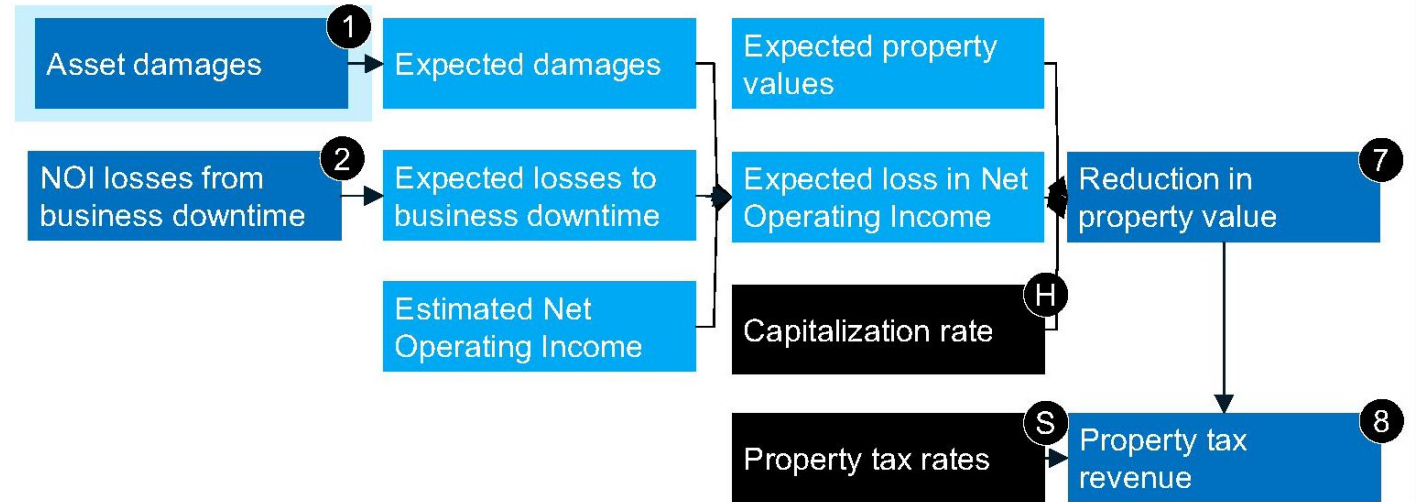 1
Asset damages
Expected damages
Expected property
values
2
NOI losses from
business downtime
Expected losses to
business downtime
Expected loss in Net
Operating Income
7
Reduction in
property value
Estimated Net
Operating Income
H
Capitalization rate
S
Property tax rates
8
Property tax
revenue